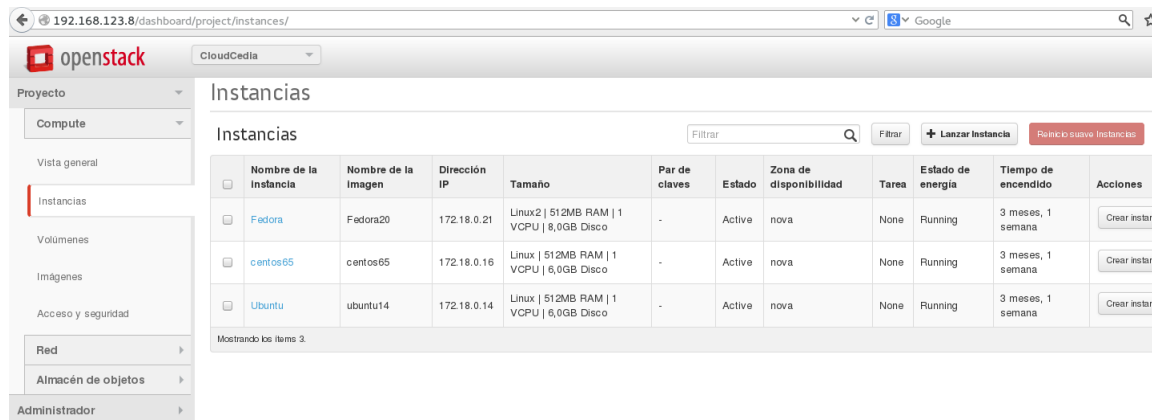 192.168.123.8/dashboard/project/instances/
Google
openstack
CloudCedia
Proyecto
Compute
Vista general
Instancias
Volúmenes
Imágenes
Acceso y seguridad
Red
Almacén de objetos
Administrador
Instancias
Instancias
Filtrar
Filtrar
+ Lanzar Instancia
Reinicio suave Instancias
Nombre de la instancia
Nombre de la imagen
Dirección IP
Tamaño
Par de claves
Estado
Zona de disponibilidad
Tarea
Estado de energía
Tiempo de encendido
Acciones
Fedora
Fedora20
172.18.0.21
Linux2 | 512MB RAM | 1 VCPU | 8,0GB Disco
-
Active
nova
None
Running
3 meses, 1 semana
Crear instan
centos65
centos65
172.18.0.16
Linux | 512MB RAM | 1 VCPU | 6,0GB Disco
-
Active
nova
None
Running
3 meses, 1 semana
Crear instan
Ubuntu
ubuntu14
172.18.0.14
Linux | 512MB RAM | 1 VCPU | 6,0GB Disco
-
Active
nova
None
Running
3 meses, 1 semana
Crear instan
Mostrando los ítems 3.